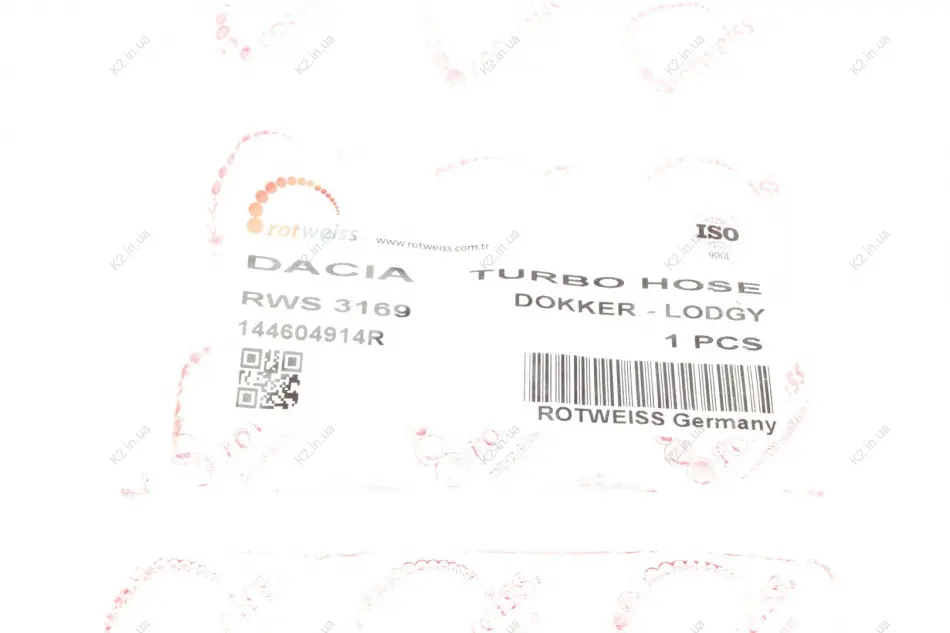 rotweiss
www.rotweiss.com.tr
ISO
9001
DACIA
TURBO HOSE
RWS 3169
DOKKER - LODGY
144604914R
1 PCS
ROTWEISS Germany
K2.in.ua